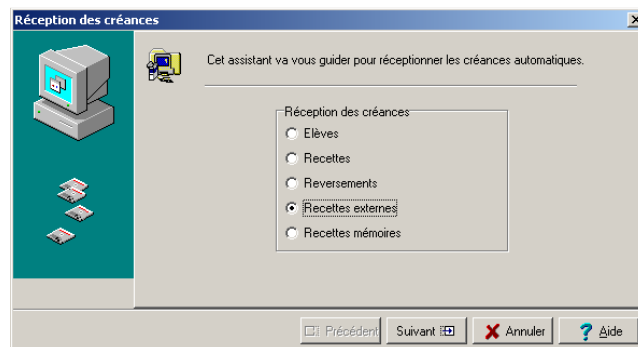 Réception des créances
Cet assistant va vous guider pour réceptionner les créances automatiques.
Réception des créances
Elèves
Recettes
Reversements
Recettes externes
Recettes mémoires
Précédent
Suivant
Annuler
? Aide